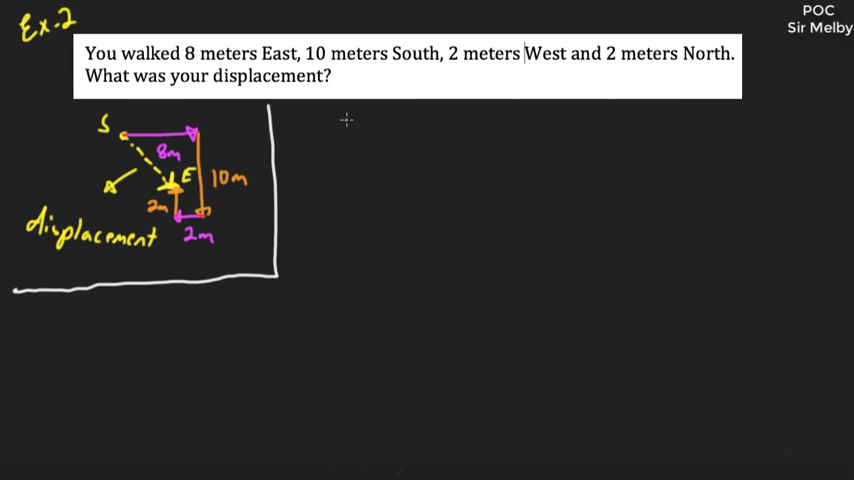 Ex.2
POC
Sir Melby
You walked 8 meters East, 10 meters South, 2 meters West and 2 meters North.
What was your displacement?
S
8m
E
10m
2m
displacement
2m